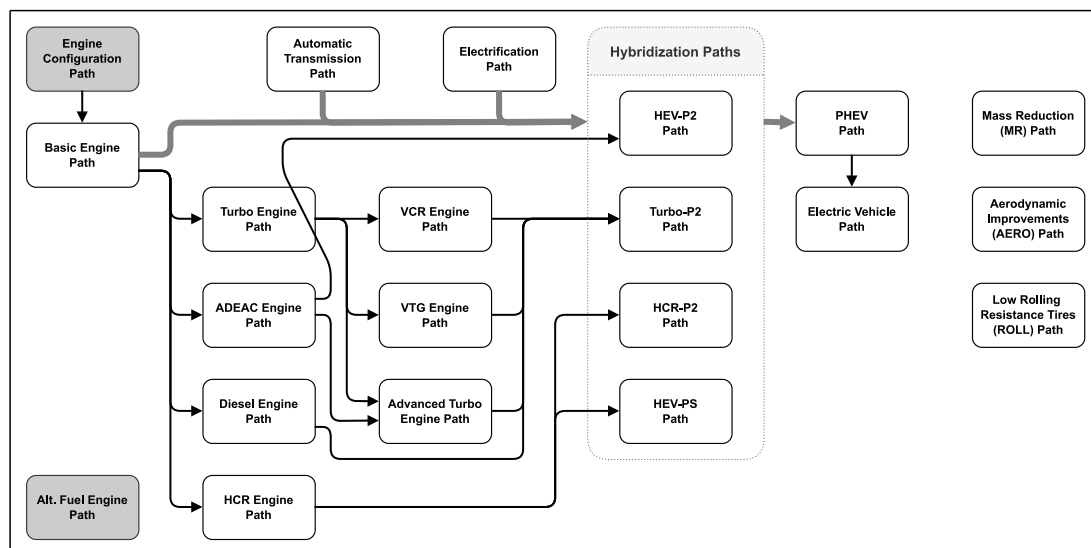 Engine
Configuration
Path
Automatic
Transmission
Path
Electrification
Path
Hybridization Paths
Basic Engine
Path
HEV-P2
Path
PHEV
Path
Mass Reduction
(MR) Path
Turbo Engine
Path
VCR Engine
Path
Turbo-P2
Path
Electric Vehicle
Path
Aerodynamic
Improvements
(AERO) Path
ADEAC Engine
Path
VTG Engine
Path
HCR-P2
Path
Low Rolling
Resistance Tires
(ROLL) Path
Diesel Engine
Path
Advanced Turbo
Engine Path
HEV-PS
Path
Alt. Fuel Engine
Path
HCR Engine
Path